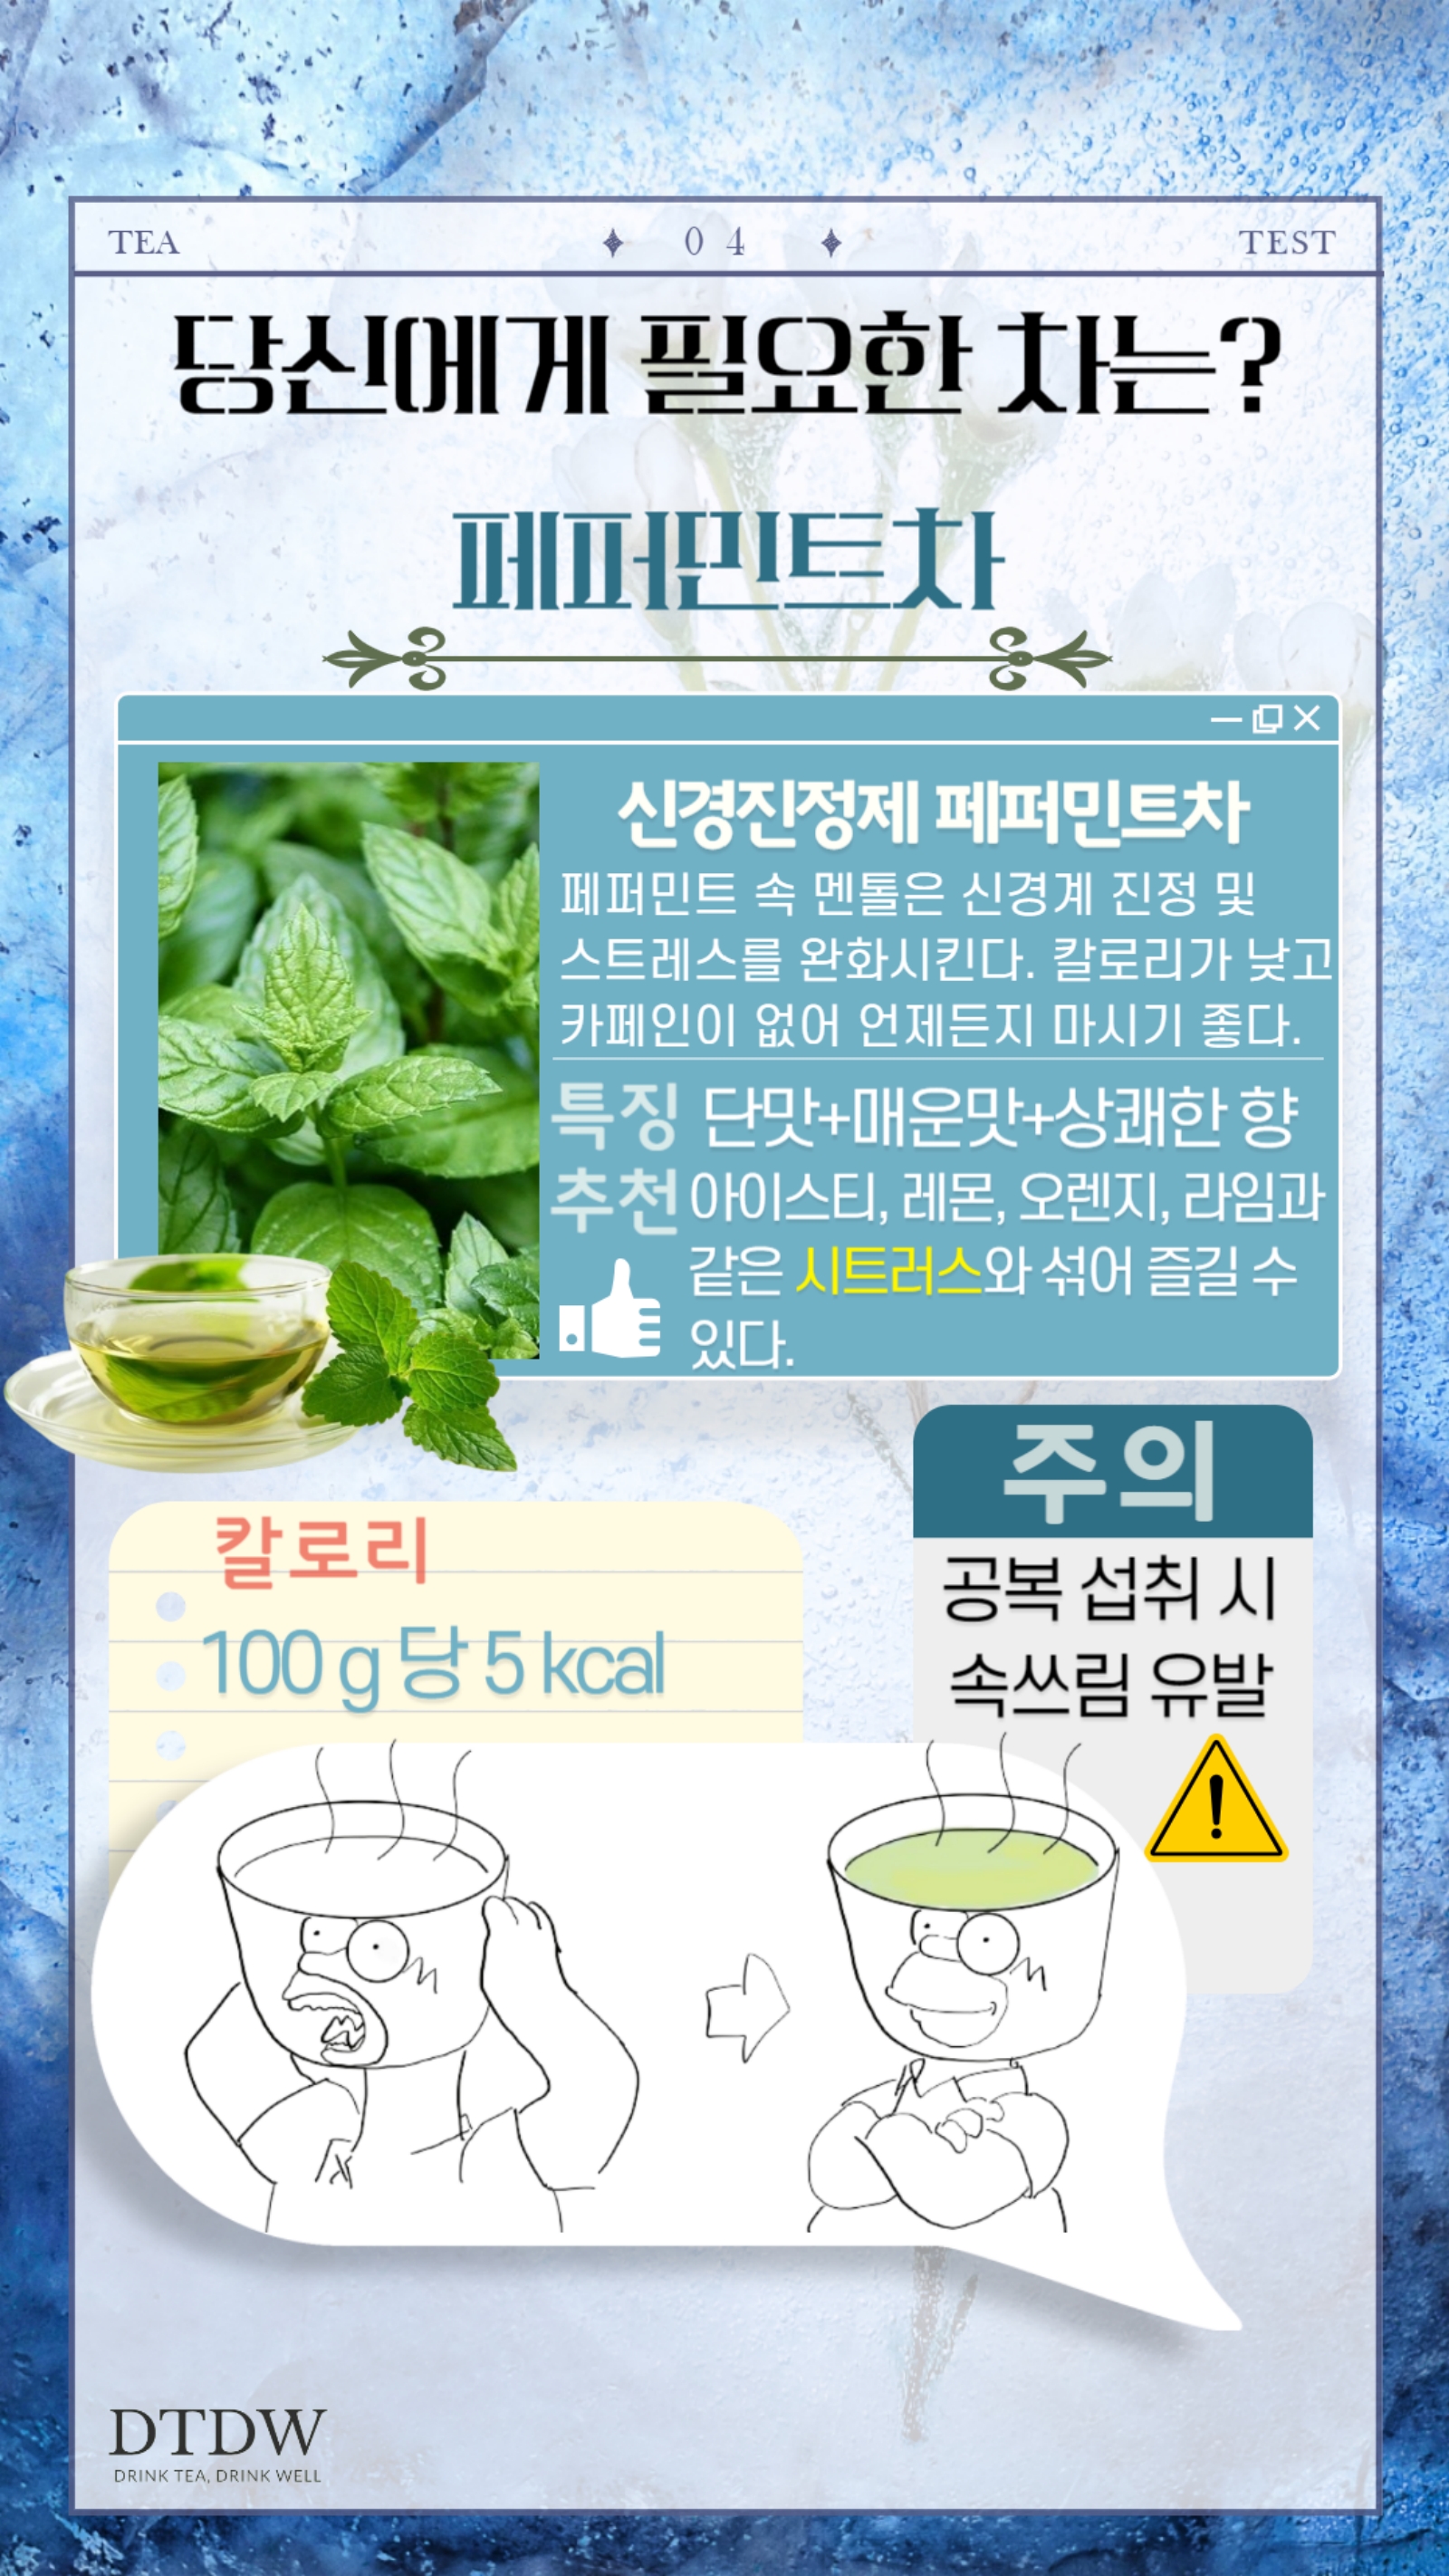 TEA 04 TEST
당신에게 필요한 차는?
페퍼민트차
신경진정제 페퍼민트차
페퍼민트 속 멘톨은 신경계 진정 및
스트레스를 완화시킨다. 칼로리가 낮고
카페인이 없어 언제든지 마시기 좋다.
특징 단맛+매운맛+상쾌한 향
추천 아이스티, 레몬, 오렌지, 라임과
같은 시트러스와 섞어 즐길 수
있다.
칼로리
100 g 당 5 kcal
주의
공복 섭취 시
속쓰림 유발
DTDW
DRINK TEA, DRINK WELL